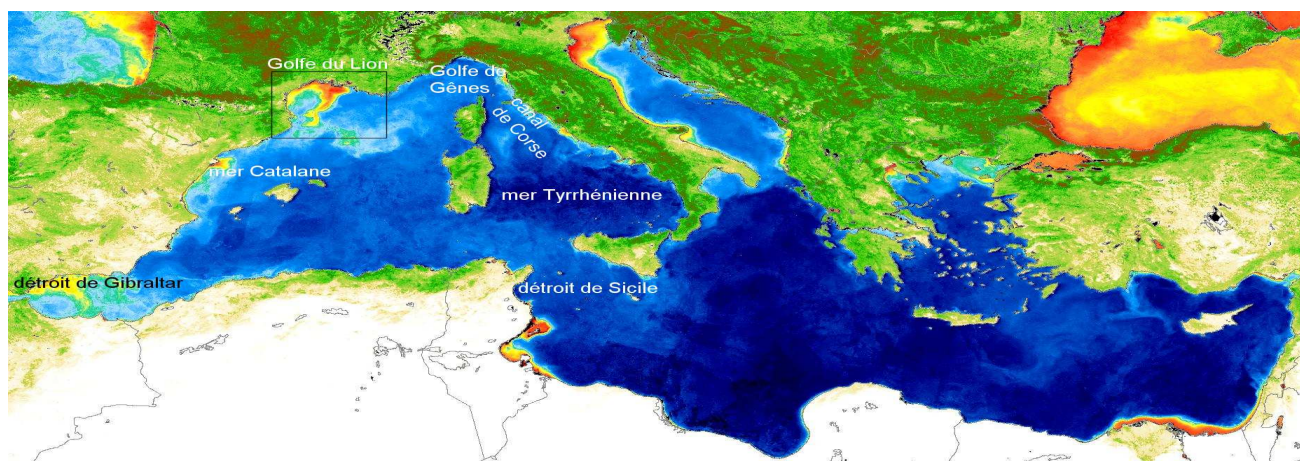 Golfe du Lion
Golfe de
Gênes
canal
de Corse
mer Catalane
mer Tyrrhénienne
détroit de Gibraltar
détroit de Sicile